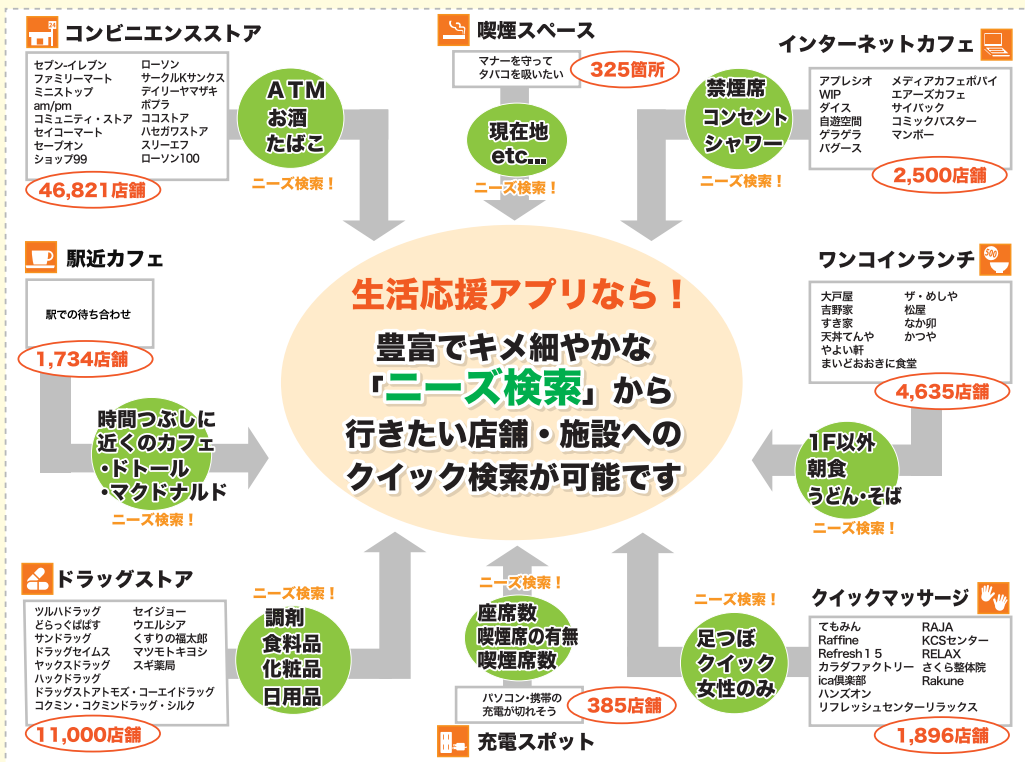 コンビニエンスストア
セブン-イレブン
ファミリーマート
ミニストップ
am/pm
コミュニティ・ストア
セイコーマート
セーブオン
ショップ99
ローソン
サークルKサンクス
デイリーヤマザキ
ポプラ
ココストア
ハセガワストア
スリーエフ
ローソン100
46,821店舗
ATM
お酒
たばこ
ニーズ検索！
喫煙スペース
マナーを守って
タバコを吸いたい
325箇所
現在地
etc...
ニーズ検索！
インターネットカフェ
アプレシオ
WIP
ダイス
自遊空間
ゲラゲラ
バグース
メディアカフェポパイ
エアーズカフェ
サイバック
コミックバスター
マンボー
2,500店舗
禁煙席
コンセント
シャワー
ニーズ検索！
駅近カフェ
駅での待ち合わせ
1,734店舗
時間つぶしに
近くのカフェ
・ドトール
・マクドナルド
ニーズ検索！
生活応援アプリなら！
豊富でキメ細やかな
「ニーズ検索」から
行きたい店舗・施設への
クイック検索が可能です
ワンコインランチ
500
大戸屋
吉野家
すき家
天丼てんや
やよい軒
まいどおおきに食堂
ザ・めしや
松屋
なか卯
かつや
4,635店舗
1F以外
朝食
うどん・そば
ニーズ検索！
ドラッグストア
ツルハドラッグ
どらっぐぱぱす
サンドラッグ
ドラッグセイムス
ヤックスドラッグ
ハックドラッグ
ドラッグストアトモズ・コーエイドラッグ
コクミン・コクミンドラッグ・シルク
セイジョー
ウエルシア
くすりの福太郎
マツモトキヨシ
スギ薬局
11,000店舗
ニーズ検索！
調剤
食料品
化粧品
日用品
ニーズ検索！
座席数
喫煙席の有無
喫煙席数
パソコン・携帯の
充電が切れそう
385店舗
充電スポット
ニーズ検索！
足つぼ
クイック
女性のみ
クイックマッサージ
てもみん
Raffine
Refresh１５
カラダファクトリー
ica倶楽部
ハンズオン
リフレッシュセンターリラックス
RAJA
KCSセンター
RELAX
さくら整体院
Rakune
1,896店舗